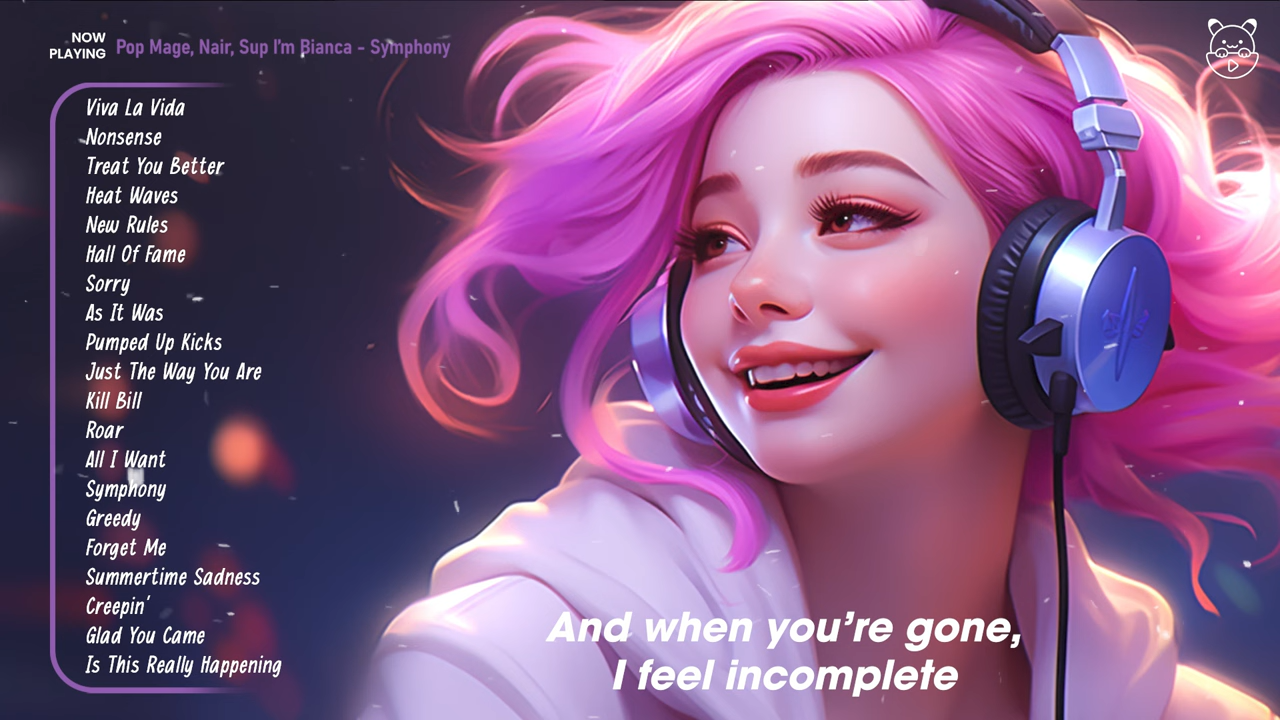 NOW
PLAYING
Pop Mage, Nair, Sup I'm Bianca - Symphony
Viva La Vida
Nonsense
Treat You Better
Heat Waves
New Rules
Hall Of Fame
Sorry
As It Was
Pumped Up Kicks
Just The Way You Are
Kill Bill
Roar
All I Want
Symphony
Greedy
Forget Me
Summertime Sadness
Creepin'
Glad You Came
Is This Really Happening
And when you're gone,
I feel incomplete